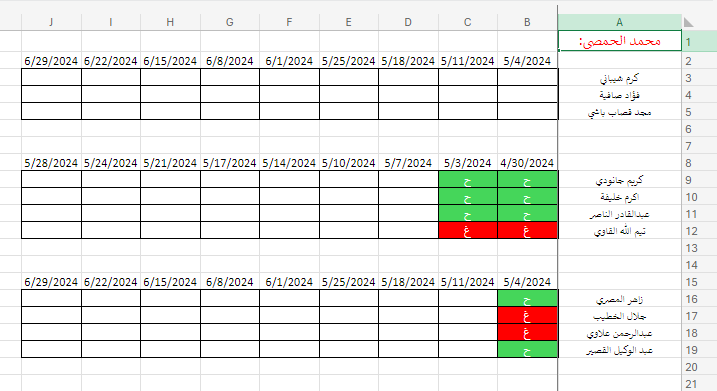 A B C D E F G H I J
1 محمد الحمصي:
2 5/4/2024 5/11/2024 5/18/2024 5/25/2024 6/1/2024 6/8/2024 6/15/2024 6/22/2024 6/29/2024
3 كرم شيباني
4 فؤاد صافية
5 مجد قصاب باشي
6
7
8 4/30/2024 5/3/2024 5/7/2024 5/10/2024 5/14/2024 5/17/2024 5/21/2024 5/24/2024 5/28/2024
9 كريم جانودي ح ح
10 اكرم خليفة ح ح
11 عبدالقادر الناصر ح ح
12 تيم الله القاوي غ غ
13
14
15 5/4/2024 5/11/2024 5/18/2024 5/25/2024 6/1/2024 6/8/2024 6/15/2024 6/22/2024 6/29/2024
16 زاهر المصري ح
17 جلال الخطيب غ
18 عبدالرحمن علاوي غ
19 عبد الوكيل القصير ح
20
21